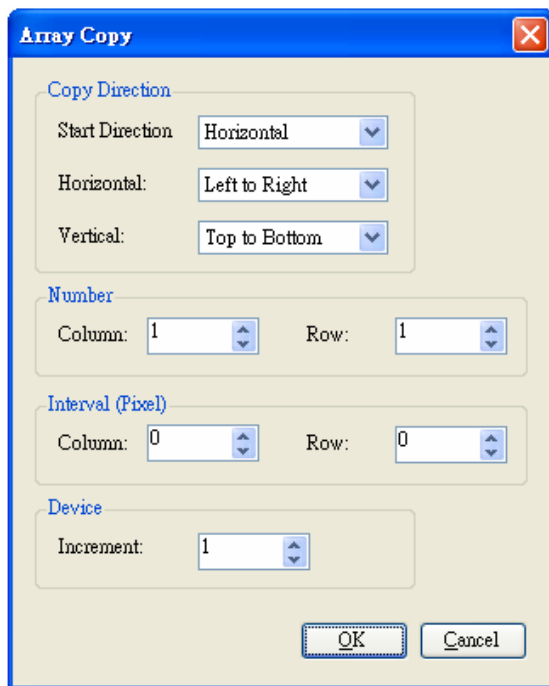 Array Copy
Copy Direction
Start Direction Horizontal
Horizontal: Left to Right
Vertical: Top to Bottom
Number
Column: 1 Row: 1
Interval (Pixel)
Column: 0 Row: 0
Device
Increment: 1
OK Cancel